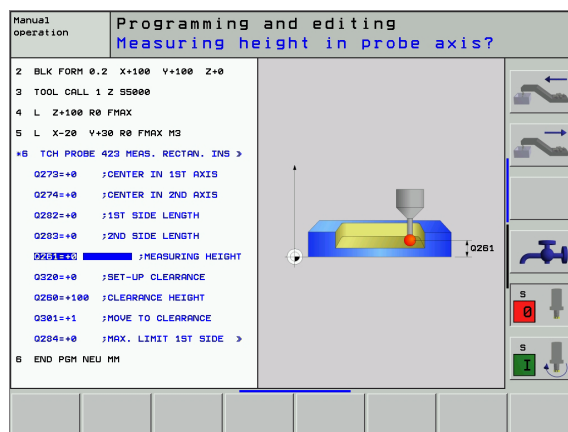 Manual
operation
Programming and editing
Measuring height in probe axis?
2 BLK FORM 0.2 X+100 Y+100 Z+0
3 TOOL CALL 1 Z S5000
4 L Z+100 R0 FMAX
5 L X-20 Y+30 R0 FMAX M3
*6 TCH PROBE 423 MEAS. RECTAN. INS »
Q273=+0 ;CENTER IN 1ST AXIS
Q274=+0 ;CENTER IN 2ND AXIS
Q282=+0 ;1ST SIDE LENGTH
Q283=+0 ;2ND SIDE LENGTH
Q261=+0 ;MEASURING HEIGHT
Q320=+0 ;SET-UP CLEARANCE
Q260=+100 ;CLEARANCE HEIGHT
Q301=+1 ;MOVE TO CLEARANCE
Q284=+0 ;MAX. LIMIT 1ST SIDE »
6 END PGM NEU MM
Q261
S
0
S
I